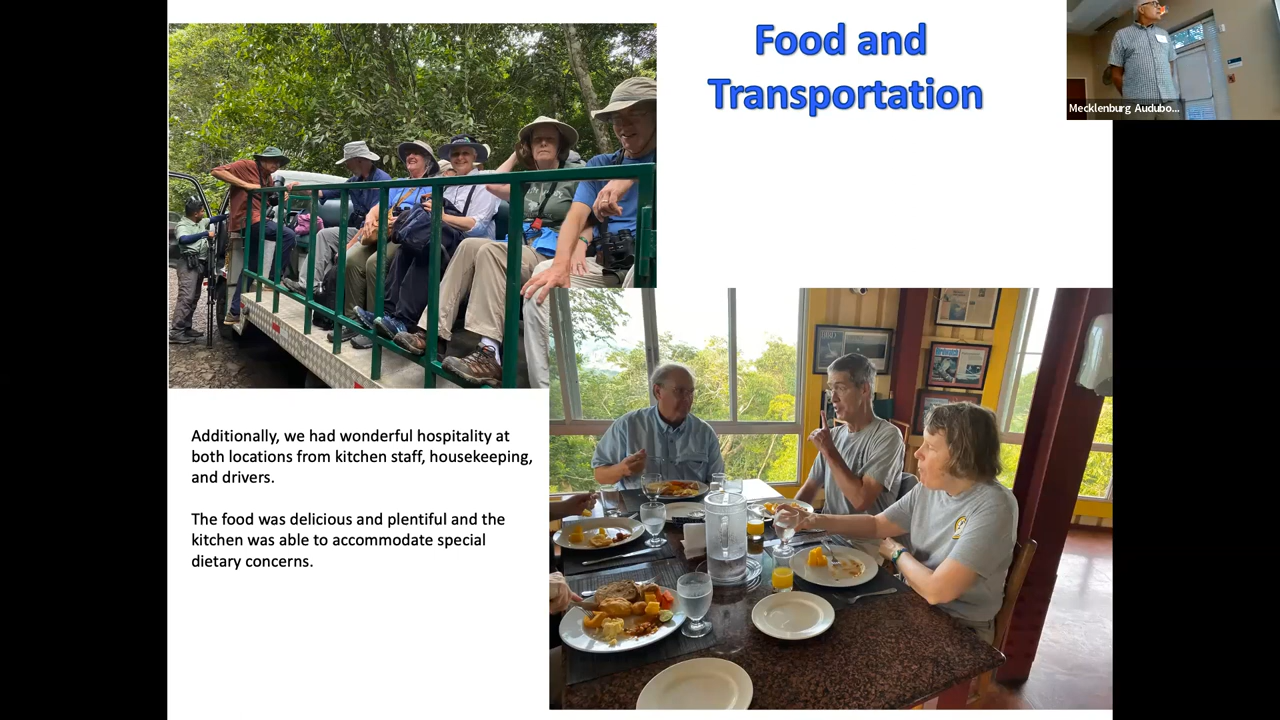 Food and
Transportation
Mecklenburg Audubo...
Additionally, we had wonderful hospitality at
both locations from kitchen staff, housekeeping,
and drivers.
The food was delicious and plentiful and the
kitchen was able to accommodate special
dietary concerns.